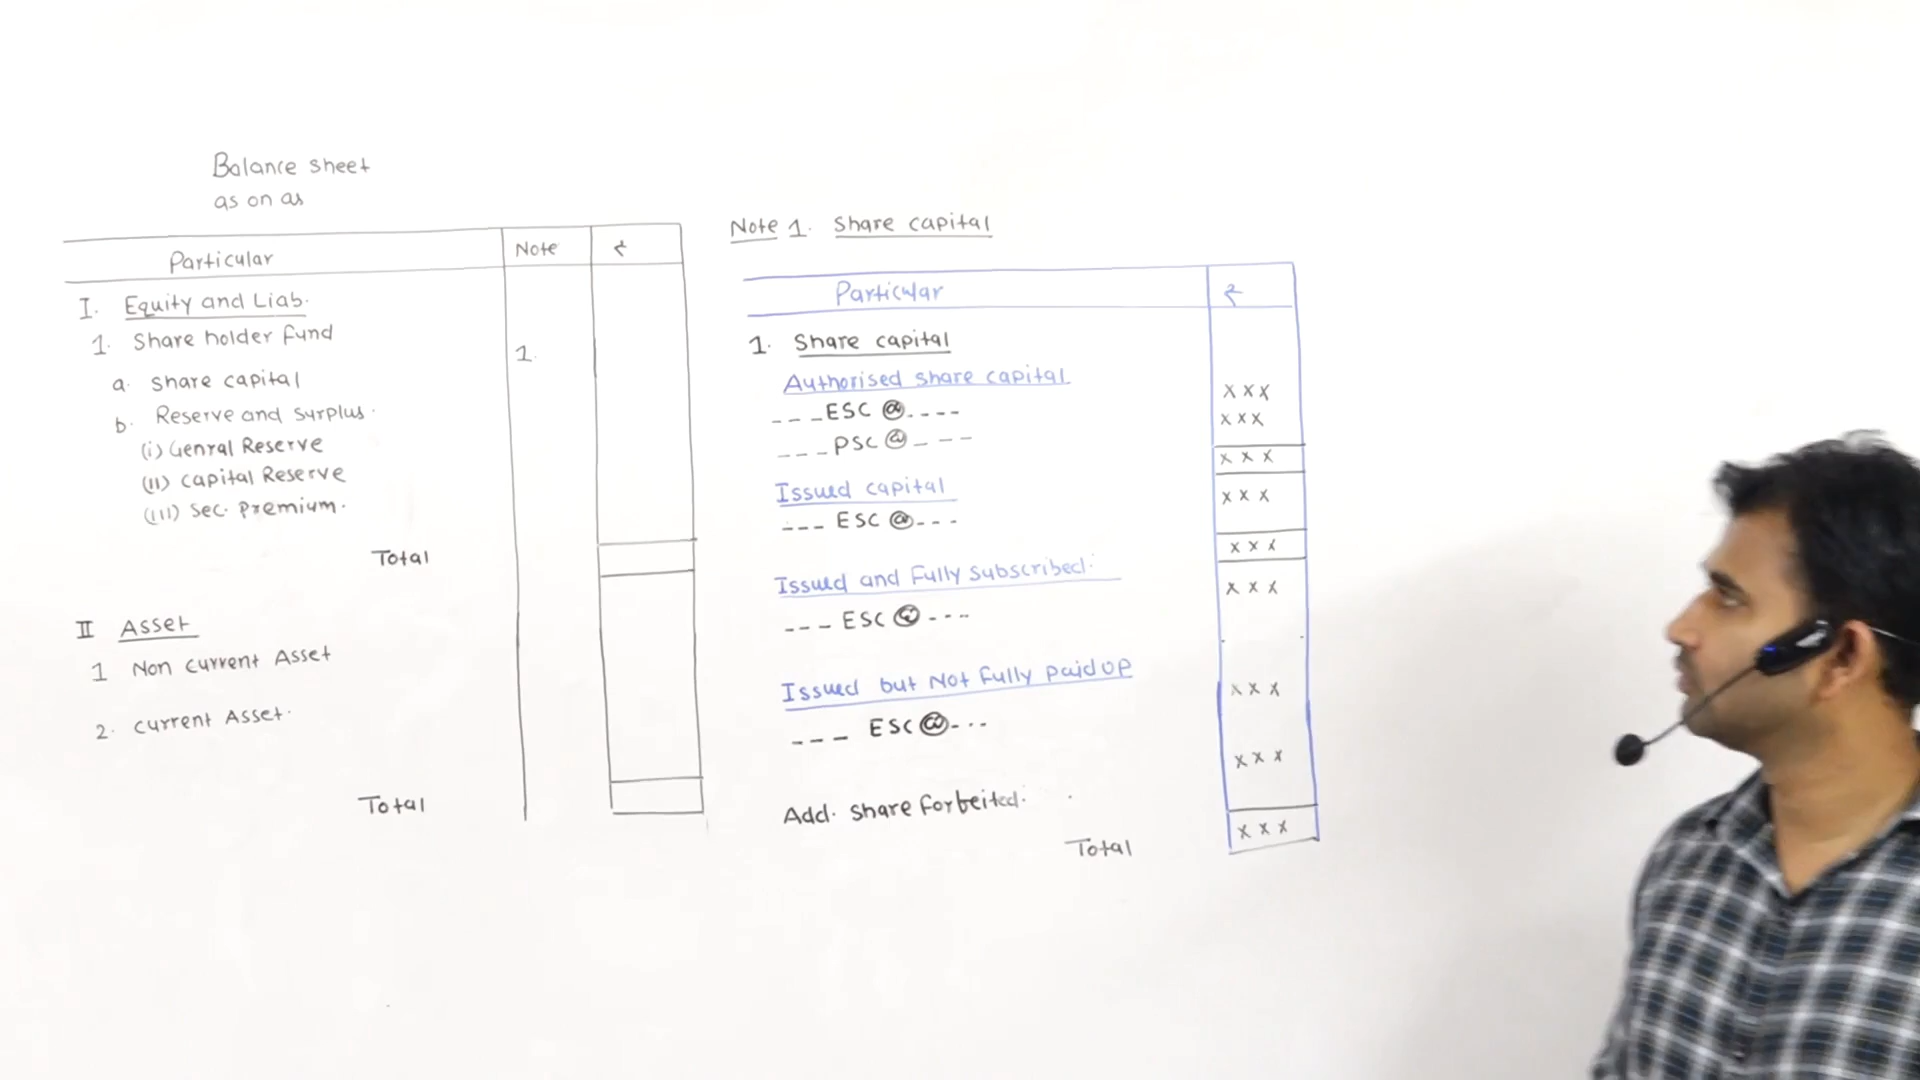 Balance sheet
as on as
Particular Note ₹
I. Equity and Liab.
1. Share holder fund
1.
a. Share capital
b. Reserve and surplus.
(i) Genral Reserve
(II) Capital Reserve
(III) Sec. Premium.
Total
II Asset
1 Non current Asset
2. current Asset.
Total
Note 1. Share capital
Particular ₹
1. Share capital
Authorised share capital
---ESC @---- xxx
---PSC @--- xxx
xxx
Issued capital xxx
--- ESC @---
xxx
Issued and Fully Subscribed. xxx
--- ESC @---
Issued but Not Fully paid up xxx
--- ESC @---
xxx
Add. Share Forbeited.
Total xxx